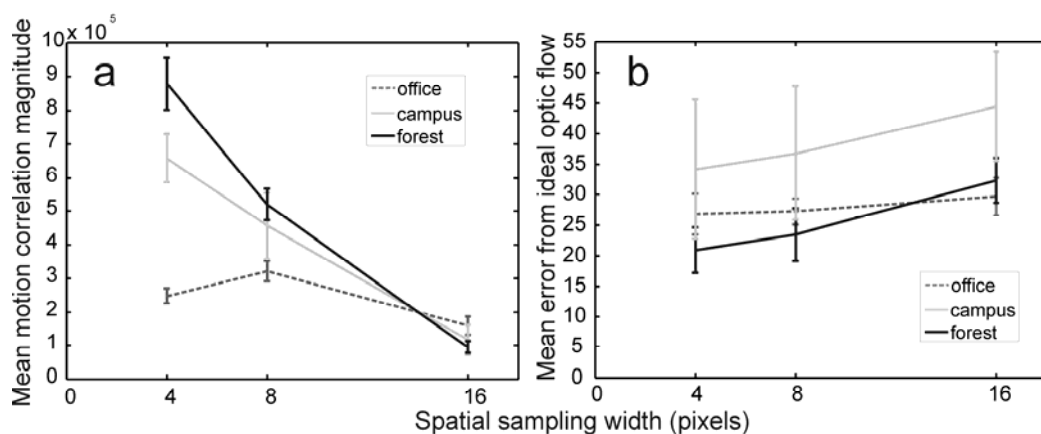 10 x 10 5
a
Mean motion correlation magnitude
9
8
7
6
5
4
3
2
1
0
office
campus
forest
0 4 8 16
b
Mean error from ideal optic flow
55
50
45
40
35
30
25
20
15
10
5
0
office
campus
forest
0 4 8 16
Spatial sampling width (pixels)